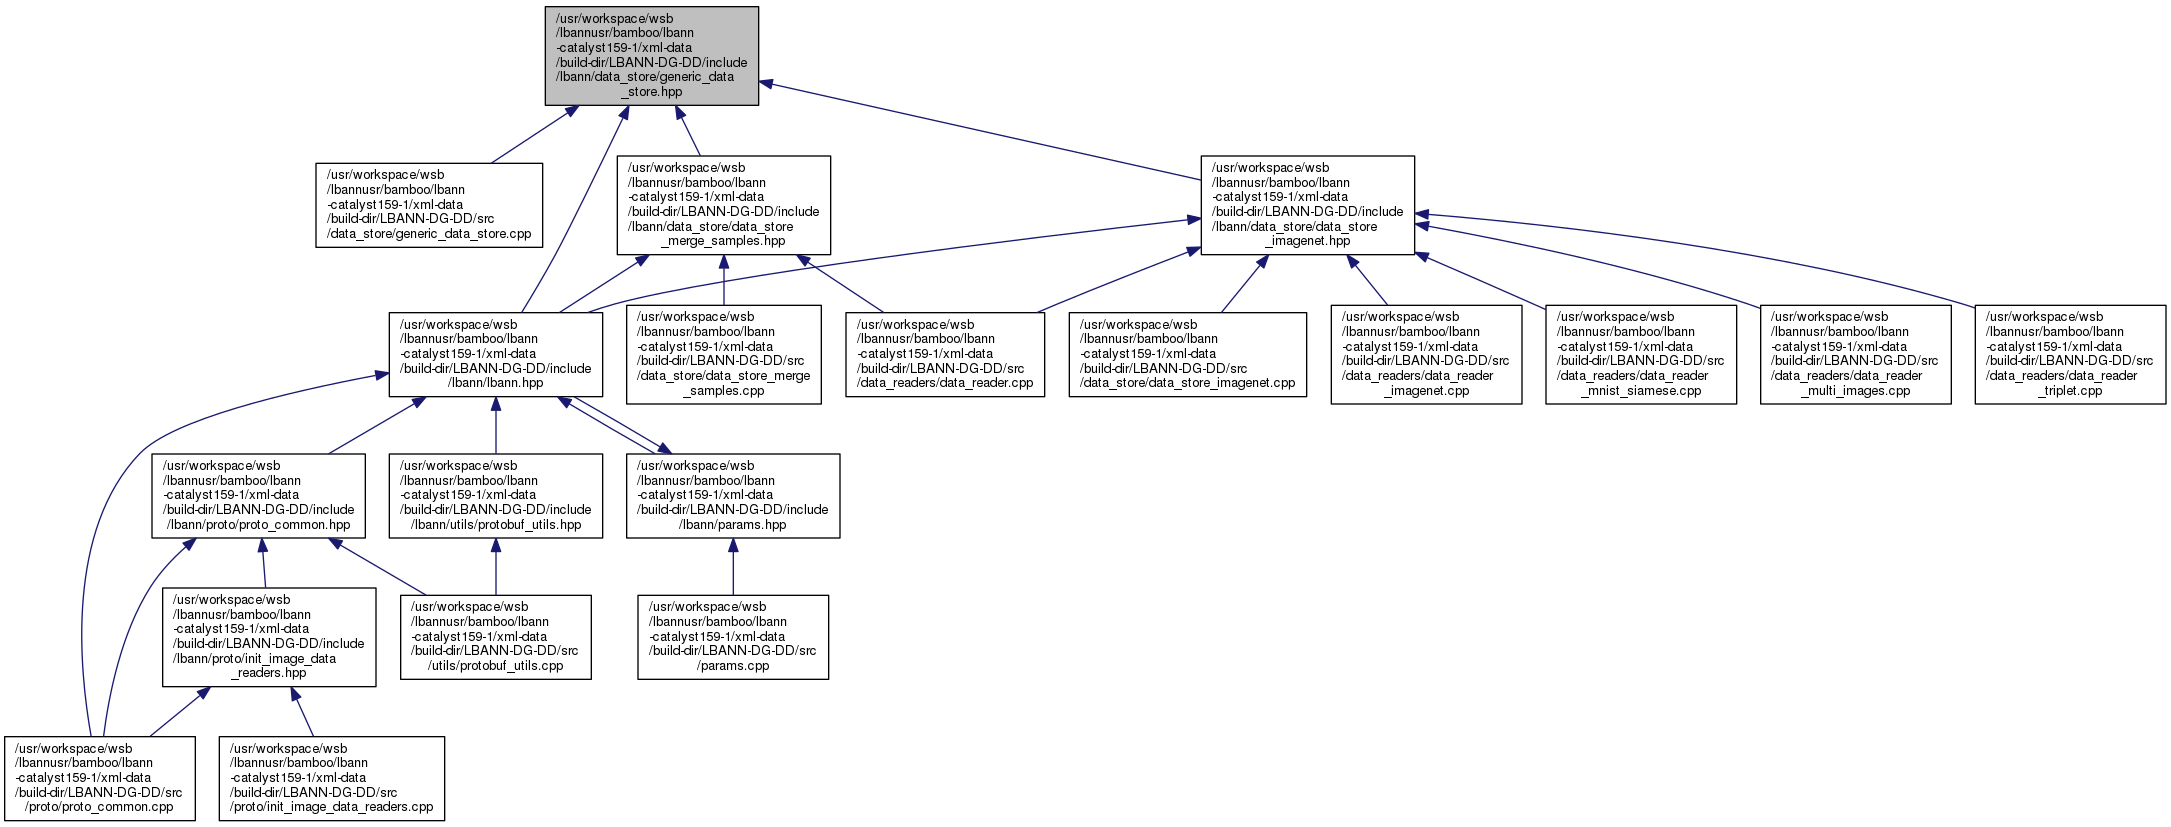 /usr/workspace/wsb
/lbannusr/bamboo/lbann
-catalyst159-1/xml-data
/build-dir/LBANN-DG-DD/include
/lbann/data_store/generic_data
_store.hpp
/usr/workspace/wsb
/lbannusr/bamboo/lbann
-catalyst159-1/xml-data
/build-dir/LBANN-DG-DD/src
/data_store/generic_data_store.cpp
/usr/workspace/wsb
/lbannusr/bamboo/lbann
-catalyst159-1/xml-data
/build-dir/LBANN-DG-DD/include
/lbann/data_store/data_store
_merge_samples.hpp
/usr/workspace/wsb
/lbannusr/bamboo/lbann
-catalyst159-1/xml-data
/build-dir/LBANN-DG-DD/include
/lbann/data_store/data_store
_imagenet.hpp
/usr/workspace/wsb
/lbannusr/bamboo/lbann
-catalyst159-1/xml-data
/build-dir/LBANN-DG-DD/include
/lbann/lbann.hpp
/usr/workspace/wsb
/lbannusr/bamboo/lbann
-catalyst159-1/xml-data
/build-dir/LBANN-DG-DD/src
/data_store/data_store_merge
_samples.cpp
/usr/workspace/wsb
/lbannusr/bamboo/lbann
-catalyst159-1/xml-data
/build-dir/LBANN-DG-DD/src
/data_readers/data_reader.cpp
/usr/workspace/wsb
/lbannusr/bamboo/lbann
-catalyst159-1/xml-data
/build-dir/LBANN-DG-DD/src
/data_store/data_store_imagenet.cpp
/usr/workspace/wsb
/lbannusr/bamboo/lbann
-catalyst159-1/xml-data
/build-dir/LBANN-DG-DD/src
/data_readers/data_reader
_imagenet.cpp
/usr/workspace/wsb
/lbannusr/bamboo/lbann
-catalyst159-1/xml-data
/build-dir/LBANN-DG-DD/src
/data_readers/data_reader
_mnist_siamese.cpp
/usr/workspace/wsb
/lbannusr/bamboo/lbann
-catalyst159-1/xml-data
/build-dir/LBANN-DG-DD/src
/data_readers/data_reader
_multi_images.cpp
/usr/workspace/wsb
/lbannusr/bamboo/lbann
-catalyst159-1/xml-data
/build-dir/LBANN-DG-DD/src
/data_readers/data_reader
_triplet.cpp
/usr/workspace/wsb
/lbannusr/bamboo/lbann
-catalyst159-1/xml-data
/build-dir/LBANN-DG-DD/include
/lbann/proto/proto_common.hpp
/usr/workspace/wsb
/lbannusr/bamboo/lbann
-catalyst159-1/xml-data
/build-dir/LBANN-DG-DD/include
/lbann/utils/protobuf_utils.hpp
/usr/workspace/wsb
/lbannusr/bamboo/lbann
-catalyst159-1/xml-data
/build-dir/LBANN-DG-DD/include
/lbann/params.hpp
/usr/workspace/wsb
/lbannusr/bamboo/lbann
-catalyst159-1/xml-data
/build-dir/LBANN-DG-DD/include
/lbann/proto/init_image_data
_readers.hpp
/usr/workspace/wsb
/lbannusr/bamboo/lbann
-catalyst159-1/xml-data
/build-dir/LBANN-DG-DD/src
/utils/protobuf_utils.cpp
/usr/workspace/wsb
/lbannusr/bamboo/lbann
-catalyst159-1/xml-data
/build-dir/LBANN-DG-DD/src
/params.cpp
/usr/workspace/wsb
/lbannusr/bamboo/lbann
-catalyst159-1/xml-data
/build-dir/LBANN-DG-DD/src
/proto/proto_common.cpp
/usr/workspace/wsb
/lbannusr/bamboo/lbann
-catalyst159-1/xml-data
/build-dir/LBANN-DG-DD/src
/proto/init_image_data_readers.cpp